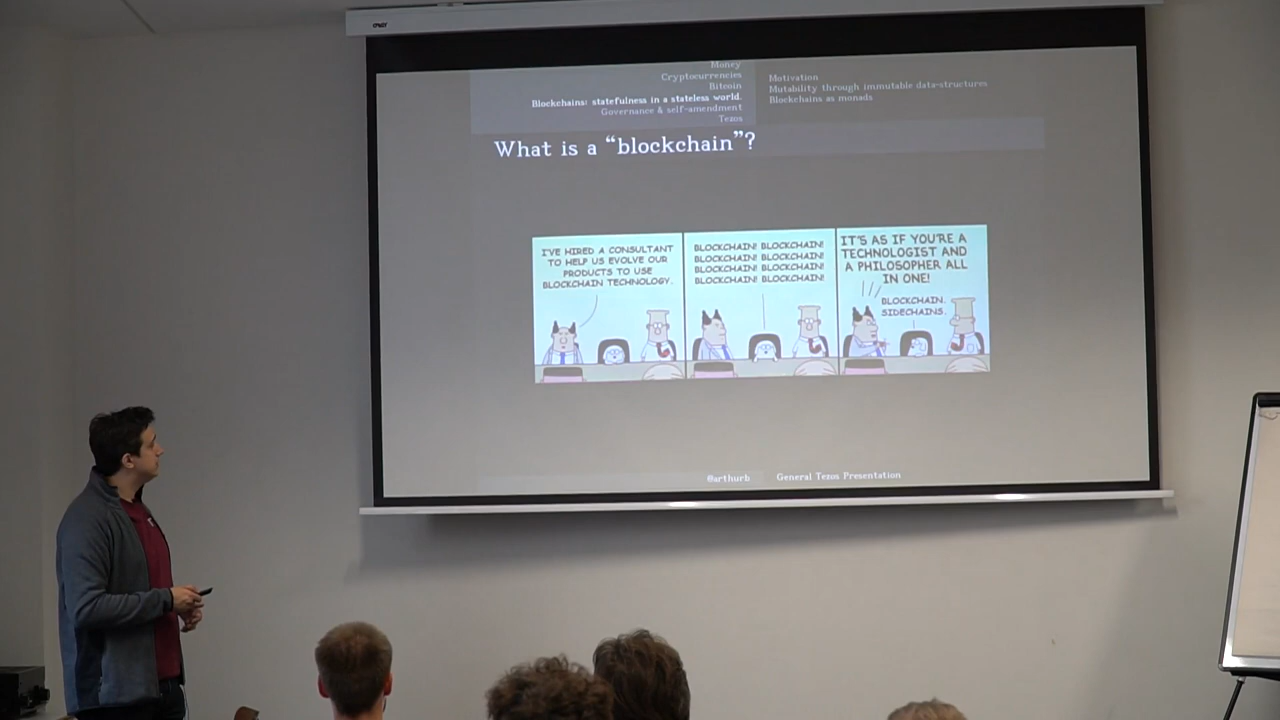 Money
Cryptocurrencies
Bitcoin
Blockchains: statefulness in a stateless world.
Governance & self-amendment
Tezos
Motivation
Mutability through immutable data-structures
Blockchains as monads
What is a “blockchain”?
I'VE HIRED A CONSULTANT
TO HELP US EVOLVE OUR
PRODUCTS TO USE
BLOCKCHAIN TECHNOLOGY.
BLOCKCHAIN! BLOCKCHAIN!
BLOCKCHAIN! BLOCKCHAIN!
BLOCKCHAIN! BLOCKCHAIN!
BLOCKCHAIN! BLOCKCHAIN!
IT'S AS IF YOU'RE A
TECHNOLOGIST AND
A PHILOSOPHER ALL
IN ONE!
BLOCKCHAIN.
SIDECHAINS.
@arthurb General Tezos Presentation